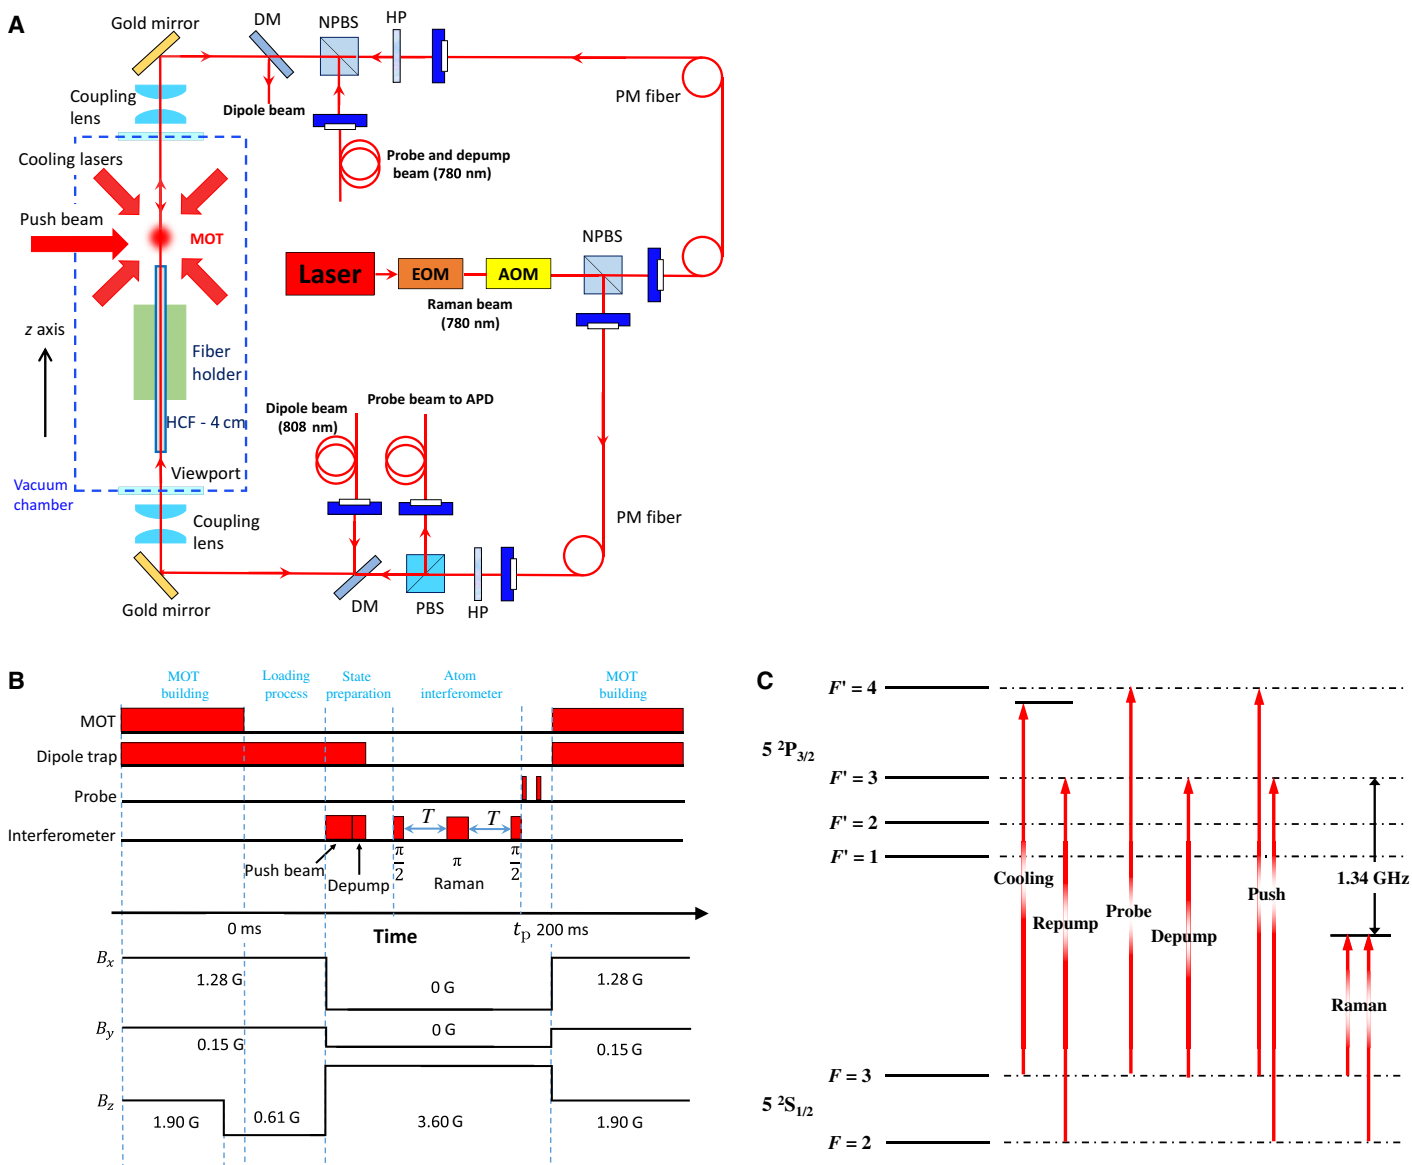 A
Gold mirror
DM
NPBS
HP
Coupling
lens
Dipole beam
PM fiber
Probe and depump
beam (780 nm)
Cooling lasers
Push beam
MOT
NPBS
Laser
EOM
AOM
Raman beam
(780 nm)
z axis
Fiber
holder
HCF - 4 cm
Dipole beam
(808 nm)
Probe beam to APD
Viewport
Vacuum
chamber
Coupling
lens
PM fiber
Gold mirror
DM
PBS
HP
B
MOT
building
Loading
process
State
preparation
Atom
interferometer
MOT
building
MOT
Dipole trap
Probe
Interferometer
T
T
Push beam
Depump
π/2
π
π/2
Raman
0 ms
Time
tp 200 ms
Bx
1.28 G
0 G
1.28 G
By
0.15 G
0 G
0.15 G
Bz
1.90 G
0.61 G
3.60 G
1.90 G
C
F' = 4
5 ²P3/2
F' = 3
F' = 2
F' = 1
Cooling
Repump
Probe
Depump
Push
1.34 GHz
Raman
F = 3
5 ²S1/2
F = 2